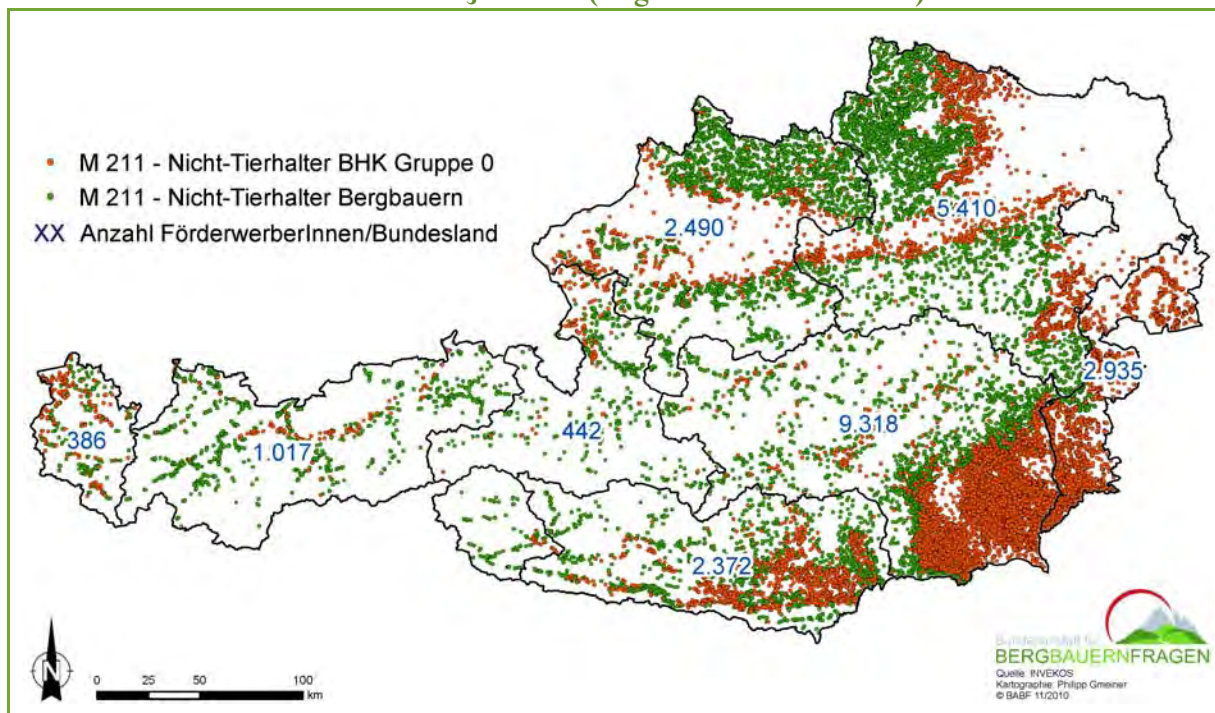 M 211 - Nicht-Tierhalter BHK Gruppe 0
M 211 - Nicht-Tierhalter Bergbauern
XX Anzahl FörderwerberInnen/Bundesland
5.410
2.490
2.935
9.318
386
1.017
442
2.372
N
0 25 50 100
km
Bundesanstalt für
BERGBAUERNFRAGEN
Quelle: INVEKOS
Kartographie: Philipp Gmeiner
© BABF 11/2010